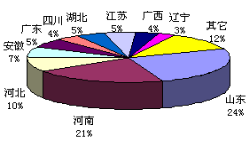 江苏
5%
广西
4%
辽宁
3%
其它
12%
山东
24%
河南
21%
河北
10%
安徽
7%
广东
5%
四川
4%
湖北
5%